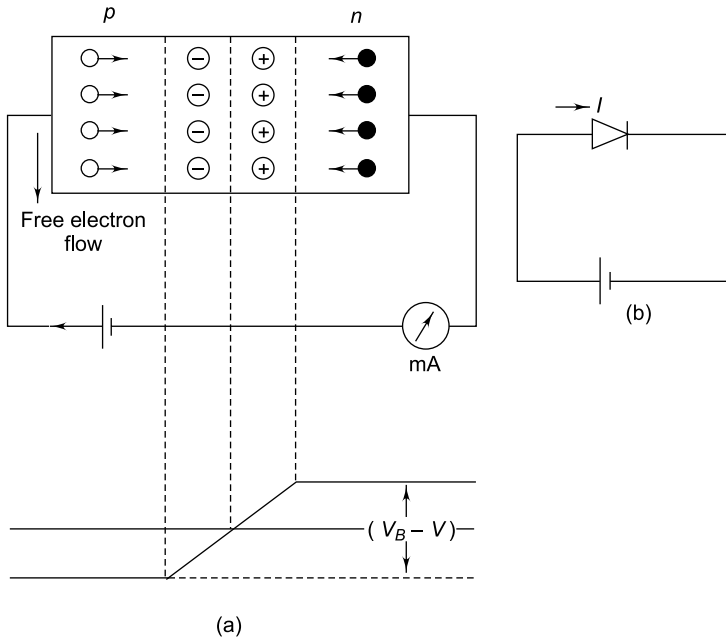 p
n
− +
− +
− +
− +
Free electron
flow
mA
I
(b)
(V_B − V)
(a)